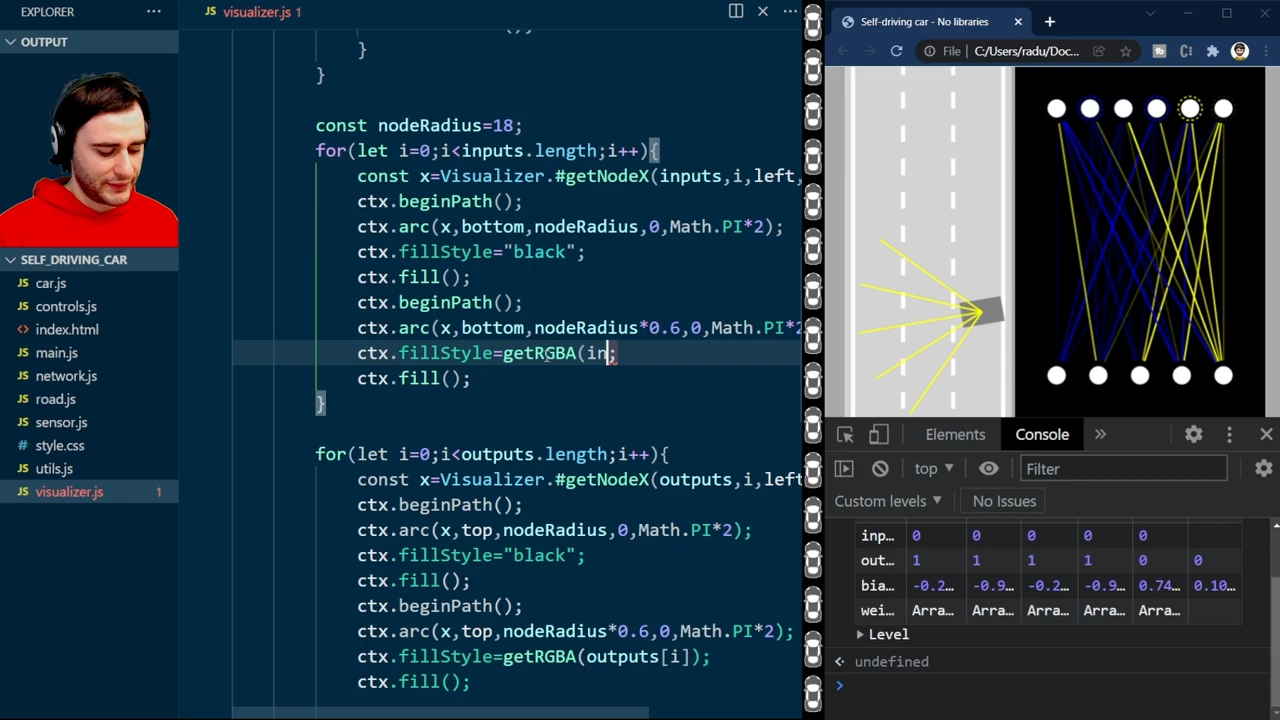 EXPLORER
OUTPUT
SELF_DRIVING_CAR
JS car.js
JS controls.js
index.html
JS main.js
JS network.js
JS road.js
JS sensor.js
# style.css
JS utils.js
JS visualizer.js 1
JS visualizer.js 1
}
}
const nodeRadius=18;
for(let i=0;i<inputs.length;i++){
const x=Visualizer.#getNodeX(inputs,i,left,
ctx.beginPath();
ctx.arc(x,bottom,nodeRadius,0,Math.PI*2);
ctx.fillStyle="black";
ctx.fill();
ctx.beginPath();
ctx.arc(x,bottom,nodeRadius*0.6,0,Math.PI*2
ctx.fillStyle=getRGBA(in;
ctx.fill();
}
for(let i=0;i<outputs.length;i++){
const x=Visualizer.#getNodeX(outputs,i,left
ctx.beginPath();
ctx.arc(x,top,nodeRadius,0,Math.PI*2);
ctx.fillStyle="black";
ctx.fill();
ctx.beginPath();
ctx.arc(x,top,nodeRadius*0.6,0,Math.PI*2);
ctx.fillStyle=getRGBA(outputs[i]);
ctx.fill();
Self-driving car - No libraries
File C:/Users/radu/Doc...
Elements Console
top Filter
Custom levels No Issues
inp... 0 0 0 0 0
out... 1 1 1 1 0 0
bia... -0.2... -0.9... -0.2... -0.9... 0.74... 0.10...
wei... Arra... Arra... Arra... Arra... Arra...
Level
undefined